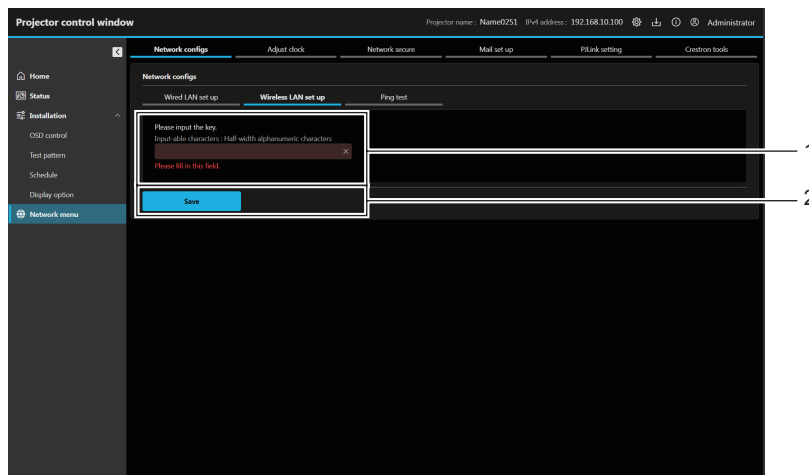 Projector control window
Projector name : Name0251 IPv4 address : 192.168.10.100 Administrator
Network configs Adjust clock Network secure Mail set up PJLink setting Crestron tools
Home
Status
Installation
OSD control
Test pattern
Schedule
Display option
Network menu
Network configs
Wired LAN set up Wireless LAN set up Ping test
Please input the key.
Input-able characters : Half-width alphanumeric characters
Please fill in this field.
Save
1
2